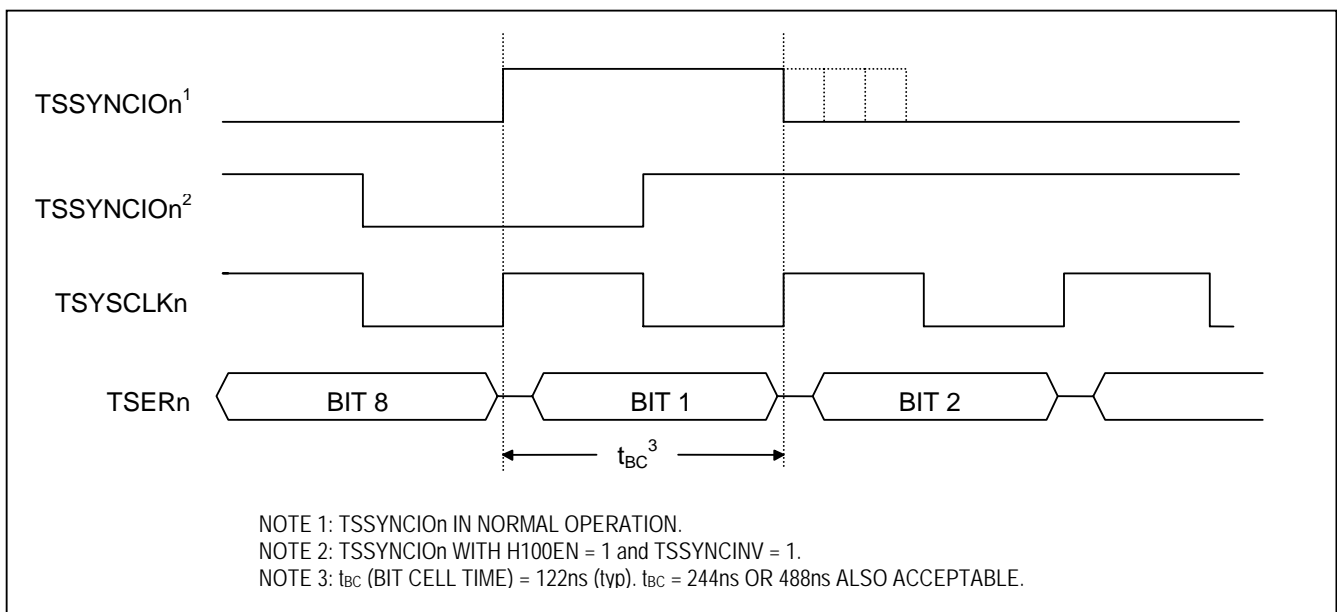 TSSYNCIOn¹
TSSYNCIOn²
TSYSCLKn
TSERn BIT 8 BIT 1 BIT 2
tBC³
NOTE 1: TSSYNCIOn IN NORMAL OPERATION.
NOTE 2: TSSYNCIOn WITH H100EN = 1 and TSSYNCINV = 1.
NOTE 3: tBC (BIT CELL TIME) = 122ns (typ). tBC = 244ns OR 488ns ALSO ACCEPTABLE.